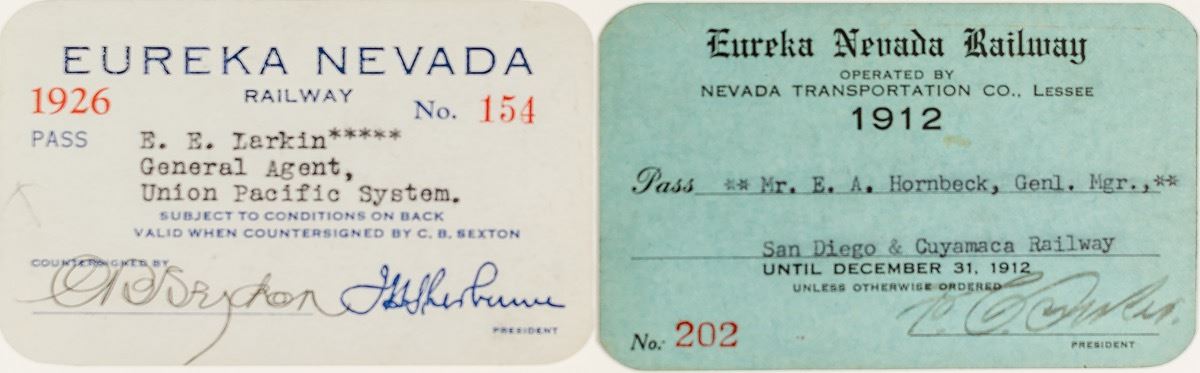 EUREKA NEVADA
RAILWAY
1926
No. 154
PASS
E. E. Larkin*****
General Agent,
Union Pacific System.
SUBJECT TO CONDITIONS ON BACK
VALID WHEN COUNTERSIGNED BY C. B. SEXTON
COUNTERSIGNED BY
C B Sexton
PRESIDENT
Eureka Nevada Railway
OPERATED BY
NEVADA TRANSPORTATION CO., LESSEE
1912
Pass ** Mr. E. A. Hornbeck, Genl. Mgr.,**
San Diego & Cuyamaca Railway
UNTIL DECEMBER 31, 1912
UNLESS OTHERWISE ORDERED
No. 202
PRESIDENT